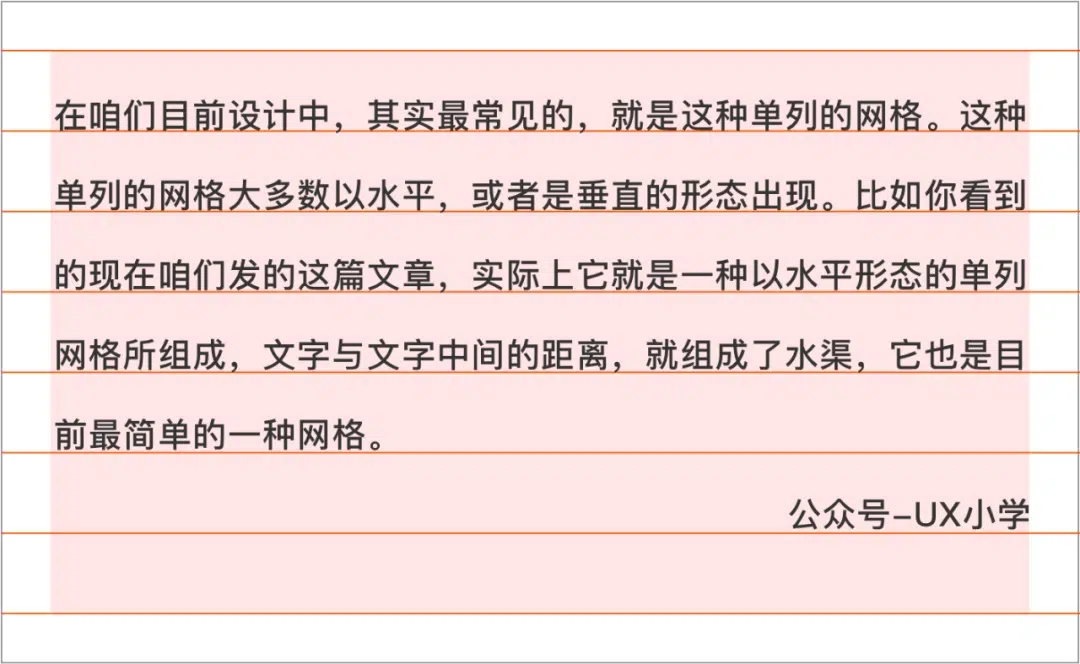 在咱们目前设计中，其实最常见的，就是这种单列的网格。这种
单列的网格大多数以水平，或者是垂直的形态出现。比如你看到
的现在咱们发的这篇文章，实际上它就是一种以水平形态的单列
网格所组成，文字与文字中间的距离，就组成了水渠，它也是目
前最简单的一种网格。
公众号–UX小学